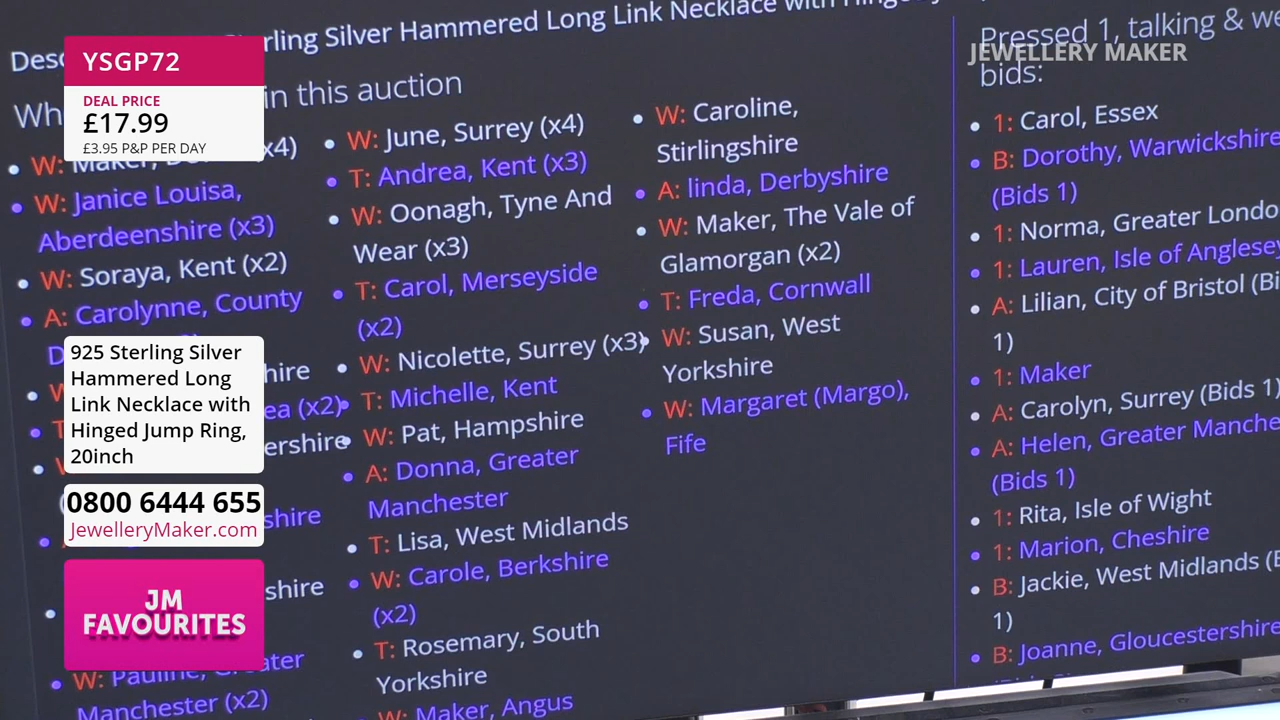 YSGP72
DEAL PRICE
£17.99
£3.95 P&P PER DAY
925 Sterling Silver
Hammered Long
Link Necklace with
Hinged Jump Ring,
20inch
0800 6444 655
JewelleryMaker.com
JM
FAVOURITES
JEWELLERY MAKER
Sterling Silver Hammered Long Link Necklace with
in this auction
W: Maker,
W: Janice Louisa,
Aberdeenshire (x3)
W: Soraya, Kent (x2)
A: Carolynne, County
(x2)
W: Pauline, Greater
Manchester (x2)
W: June, Surrey (x4)
T: Andrea, Kent (x3)
W: Oonagh, Tyne And
Wear (x3)
T: Carol, Merseyside
(x2)
W: Nicolette, Surrey (x3)
T: Michelle, Kent
W: Pat, Hampshire
A: Donna, Greater
Manchester
T: Lisa, West Midlands
W: Carole, Berkshire
(x2)
T: Rosemary, South
Yorkshire
W: Maker, Angus
W: Caroline,
Stirlingshire
A: linda, Derbyshire
W: Maker, The Vale of
Glamorgan (x2)
T: Freda, Cornwall
W: Susan, West
Yorkshire
W: Margaret (Margo),
Fife
Pressed 1, talking &
bids:
1: Carol, Essex
B: Dorothy, Warwickshire
(Bids 1)
1: Norma, Greater
1: Lauren, Isle of Anglesey
A: Lilian, City of Bristol
1)
1: Maker
A: Carolyn, Surrey (Bids 1)
A: Helen, Greater
(Bids 1)
1: Rita, Isle of Wight
1: Marion, Cheshire
B: Jackie, West Midlands
1)
B: Joanne, Gloucestershire